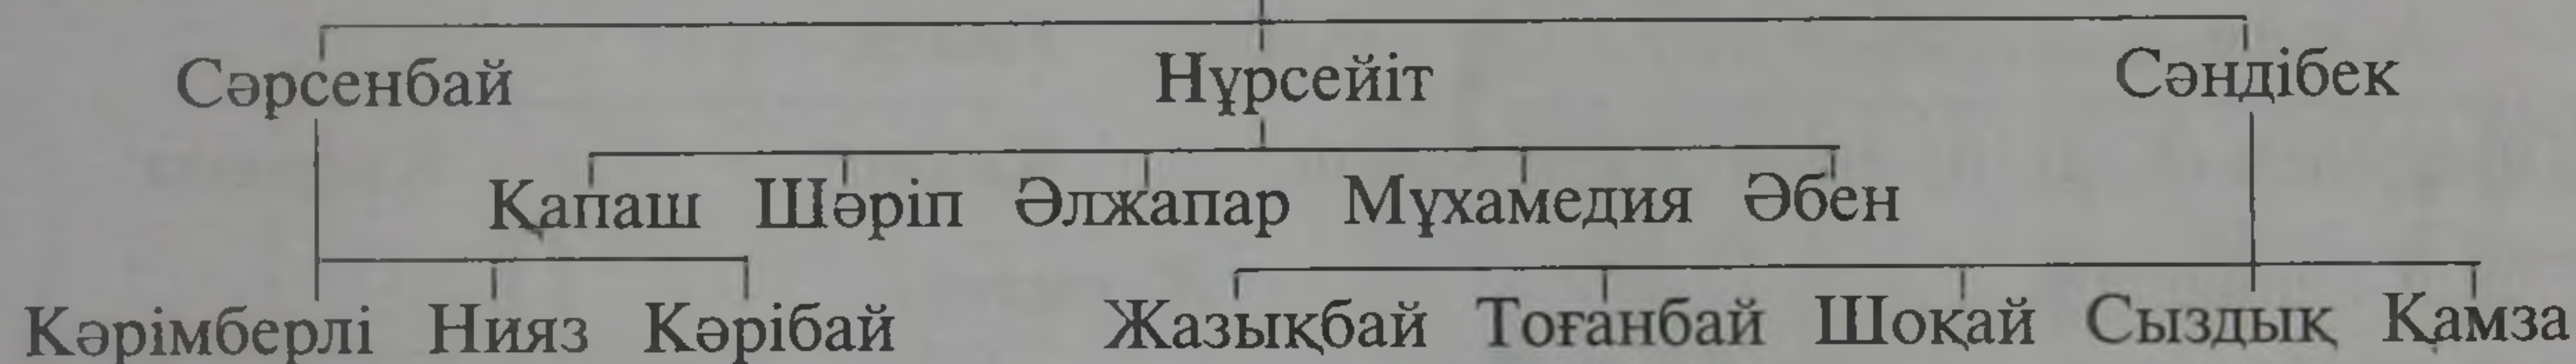 Сәрсенбай Нұрсейіт Сәндібек
Қапаш Шәріп Әлжапар Мұхамедия Әбен
Кәрімберлі Нияз Кәрібай Жазықбай Тоғанбай Шоқай Сыздық Қамза